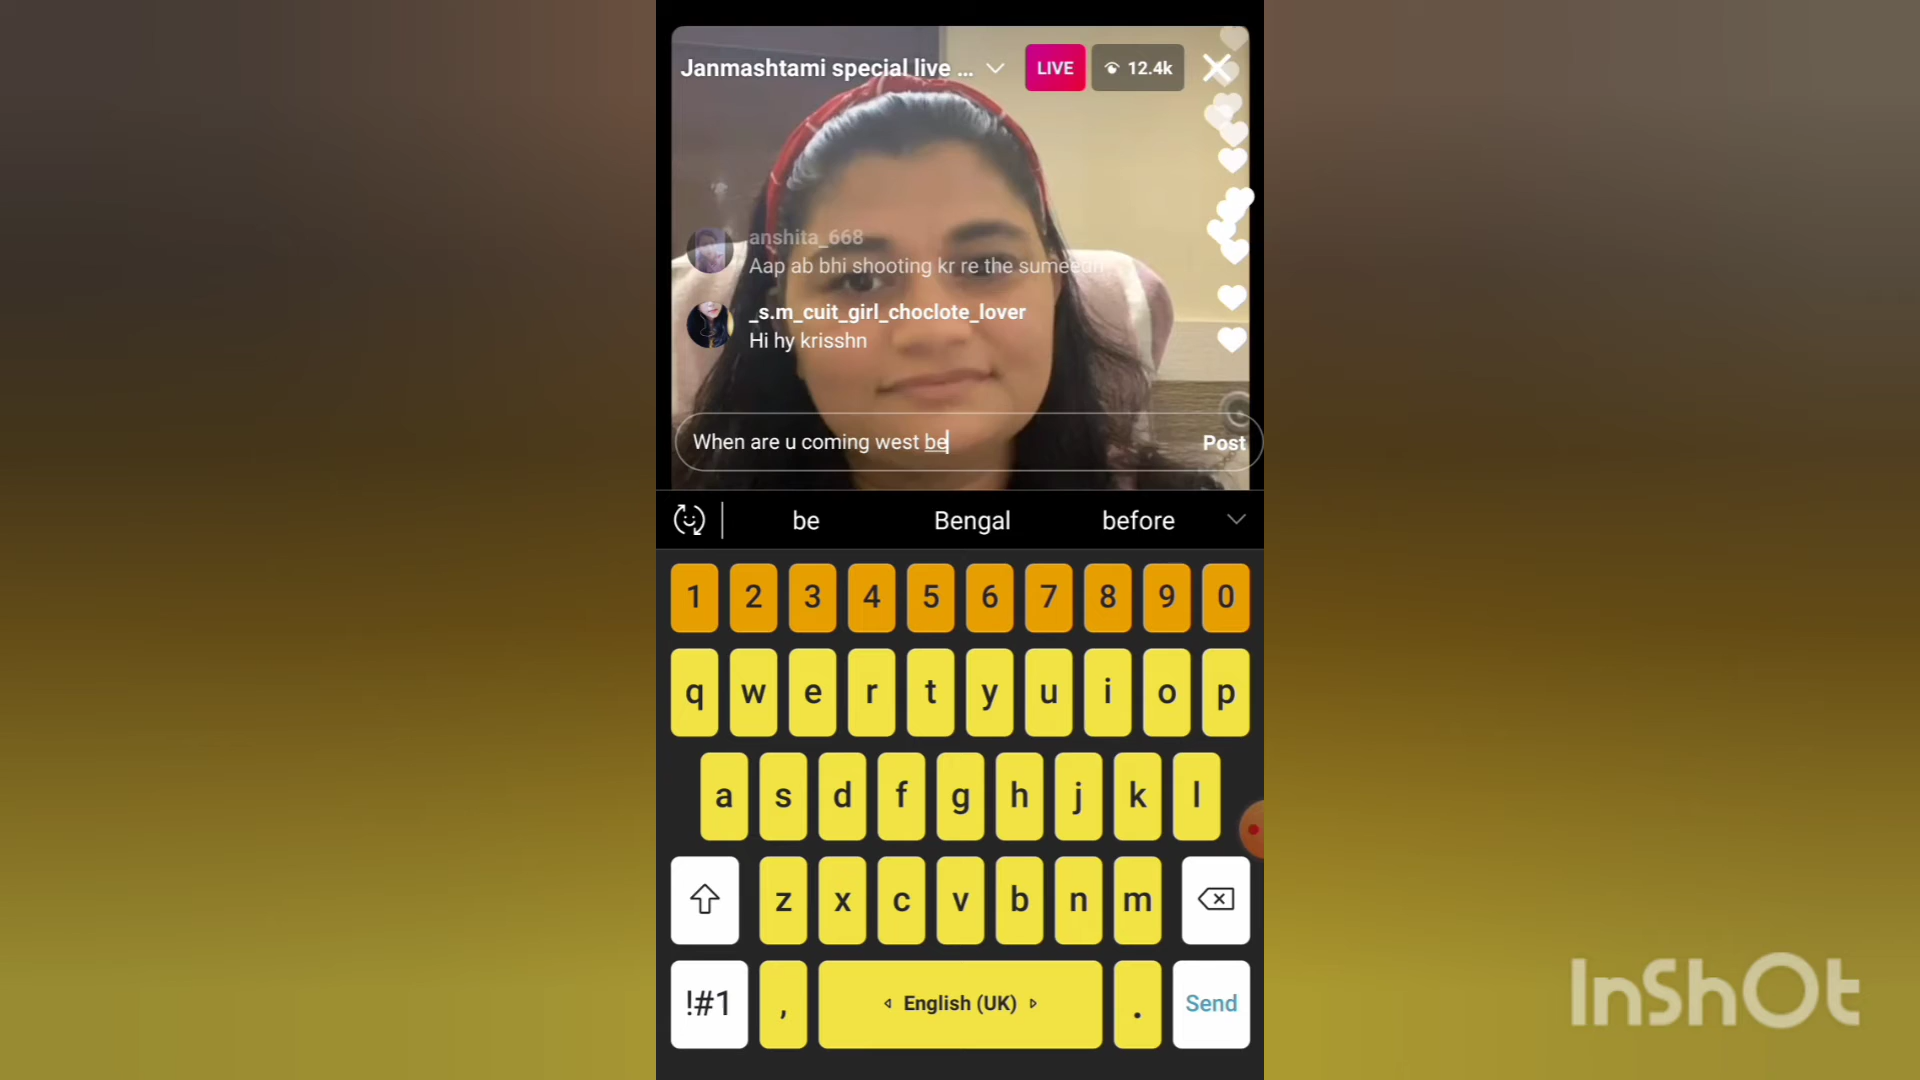 Janmashtami special live ...
LIVE
12.4k
anshita_668
Aap ab bhi shooting kr re the sumeedh
_s.m_cuit_girl_choclote_lover
Hi hy krisshn
When are u coming west be
Post
be Bengal before
1 2 3 4 5 6 7 8 9 0
q w e r t y u i o p
a s d f g h j k l
z x c v b n m
!#1 , English (UK) . Send
InShOt